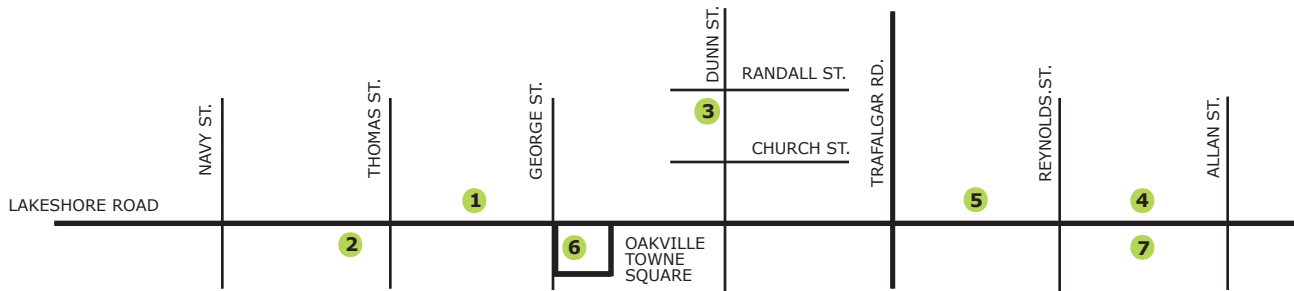 DUNN ST.
RANDALL ST.
3
CHURCH ST.
NAVY ST.
THOMAS ST.
GEORGE ST.
TRAFALGAR RD.
REYNOLDS.ST.
ALLAN ST.
LAKESHORE ROAD
1
5
4
2
6
OAKVILLE
TOWNE
SQUARE
7